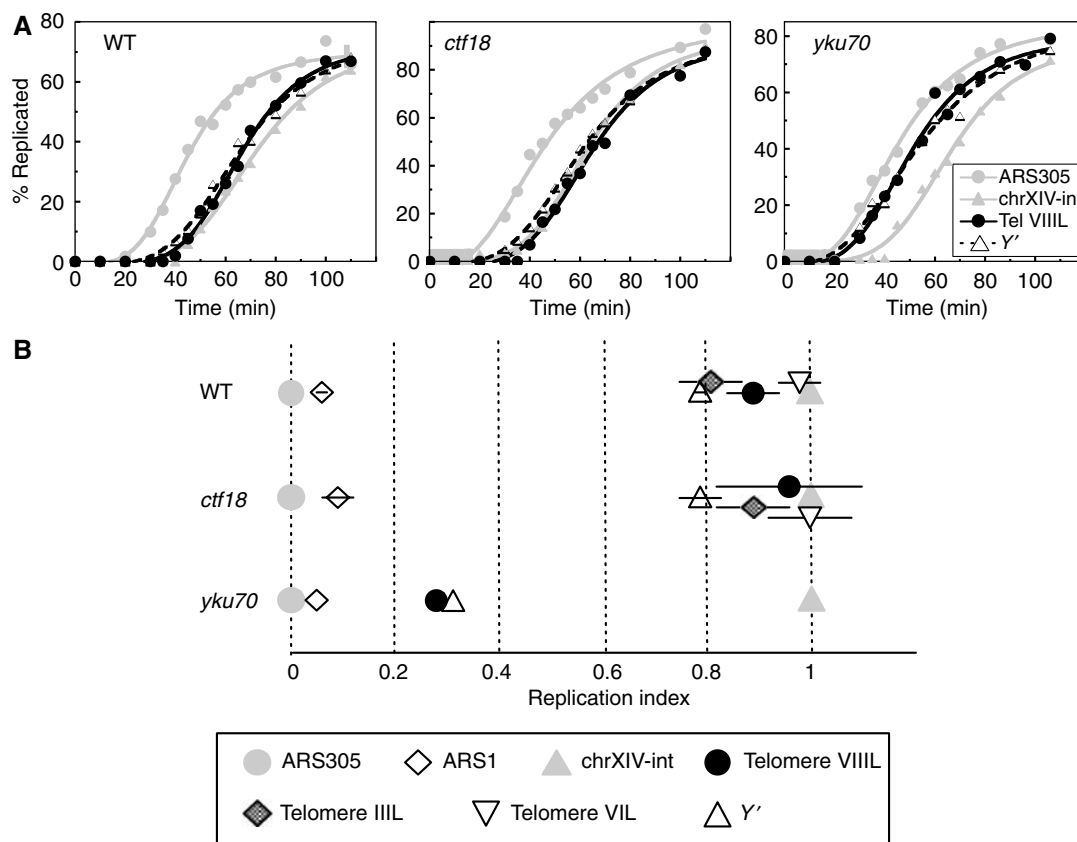 A
WT
ctf18
yku70
% Replicated
80
60
40
20
0
0 20 40 60 80 100
Time (min)
80
60
40
20
0
0 20 40 60 80 100
Time (min)
80
60
40
20
0
0 20 40 60 80 100
Time (min)
ARS305
chrXIV-int
Tel VIIIL
Y′
B
WT
ctf18
yku70
0 0.2 0.4 0.6 0.8 1
Replication index
ARS305 ARS1 chrXIV-int Telomere VIIIL
Telomere IIIL Telomere VIL Y′